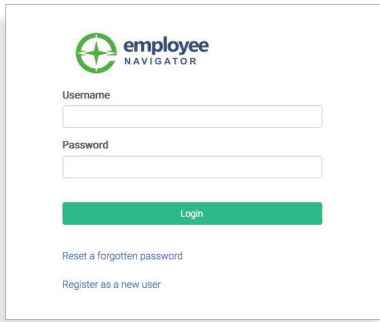 employee
NAVIGATOR
Username
Password
Login
Reset a forgotten password
Register as a new user